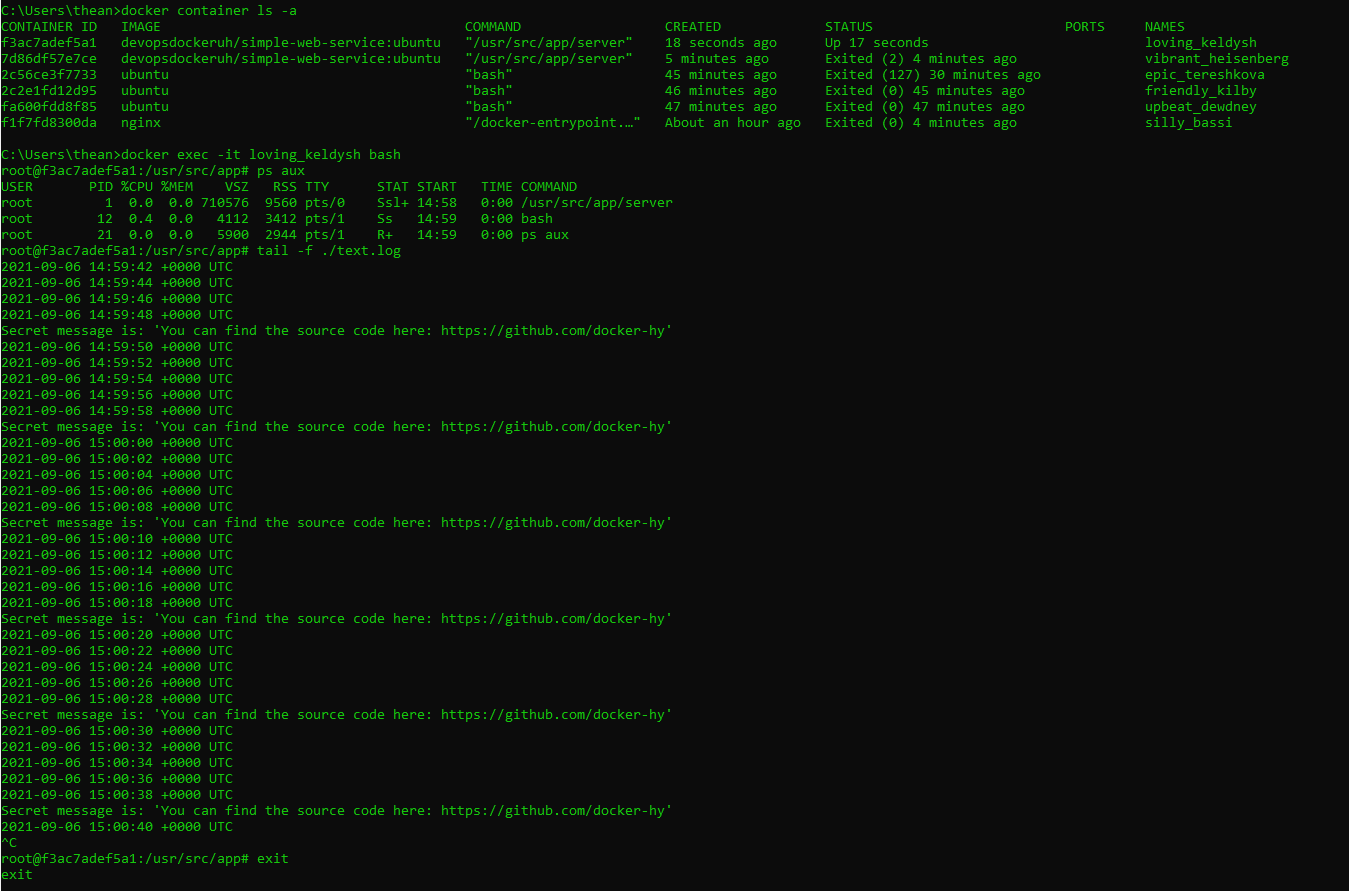 C:\Users\thean>docker container ls -a
CONTAINER ID   IMAGE                                      COMMAND                  CREATED             STATUS                        PORTS     NAMES
f3ac7adef5a1   devopsdockeruh/simple-web-service:ubuntu   "/usr/src/app/server"    18 seconds ago      Up 17 seconds                           loving_keldysh
7d86df57e7ce   devopsdockeruh/simple-web-service:ubuntu   "/usr/src/app/server"    5 minutes ago       Exited (2) 4 minutes ago                vibrant_heisenberg
2c56ce3f7733   ubuntu                                     "bash"                   45 minutes ago      Exited (127) 30 minutes ago             epic_tereshkova
2c2e1fd12d95   ubuntu                                     "bash"                   46 minutes ago      Exited (0) 45 minutes ago               friendly_kilby
fa600fdd8f85   ubuntu                                     "bash"                   47 minutes ago      Exited (0) 47 minutes ago               upbeat_dewdney
f1f7fd8300da   nginx                                      "/docker-entrypoint.…"   About an hour ago   Exited (0) 4 minutes ago                silly_bassi
C:\Users\thean>docker exec -it loving_keldysh bash
root@f3ac7adef5a1:/usr/src/app# ps aux
USER       PID %CPU %MEM    VSZ   RSS TTY      STAT START   TIME COMMAND
root         1  0.0  0.0 710576  9560 pts/0    Ssl+ 14:58   0:00 /usr/src/app/server
root        12  0.4  0.0   4112  3412 pts/1    Ss   14:59   0:00 bash
root        21  0.0  0.0   5900  2944 pts/1    R+   14:59   0:00 ps aux
root@f3ac7adef5a1:/usr/src/app# tail -f ./text.log
2021-09-06 14:59:42 +0000 UTC
2021-09-06 14:59:44 +0000 UTC
2021-09-06 14:59:46 +0000 UTC
2021-09-06 14:59:48 +0000 UTC
Secret message is: 'You can find the source code here: https://github.com/docker-hy'
2021-09-06 14:59:50 +0000 UTC
2021-09-06 14:59:52 +0000 UTC
2021-09-06 14:59:54 +0000 UTC
2021-09-06 14:59:56 +0000 UTC
2021-09-06 14:59:58 +0000 UTC
Secret message is: 'You can find the source code here: https://github.com/docker-hy'
2021-09-06 15:00:00 +0000 UTC
2021-09-06 15:00:02 +0000 UTC
2021-09-06 15:00:04 +0000 UTC
2021-09-06 15:00:06 +0000 UTC
2021-09-06 15:00:08 +0000 UTC
Secret message is: 'You can find the source code here: https://github.com/docker-hy'
2021-09-06 15:00:10 +0000 UTC
2021-09-06 15:00:12 +0000 UTC
2021-09-06 15:00:14 +0000 UTC
2021-09-06 15:00:16 +0000 UTC
2021-09-06 15:00:18 +0000 UTC
Secret message is: 'You can find the source code here: https://github.com/docker-hy'
2021-09-06 15:00:20 +0000 UTC
2021-09-06 15:00:22 +0000 UTC
2021-09-06 15:00:24 +0000 UTC
2021-09-06 15:00:26 +0000 UTC
2021-09-06 15:00:28 +0000 UTC
Secret message is: 'You can find the source code here: https://github.com/docker-hy'
2021-09-06 15:00:30 +0000 UTC
2021-09-06 15:00:32 +0000 UTC
2021-09-06 15:00:34 +0000 UTC
2021-09-06 15:00:36 +0000 UTC
2021-09-06 15:00:38 +0000 UTC
Secret message is: 'You can find the source code here: https://github.com/docker-hy'
2021-09-06 15:00:40 +0000 UTC
^C
root@f3ac7adef5a1:/usr/src/app# exit
exit